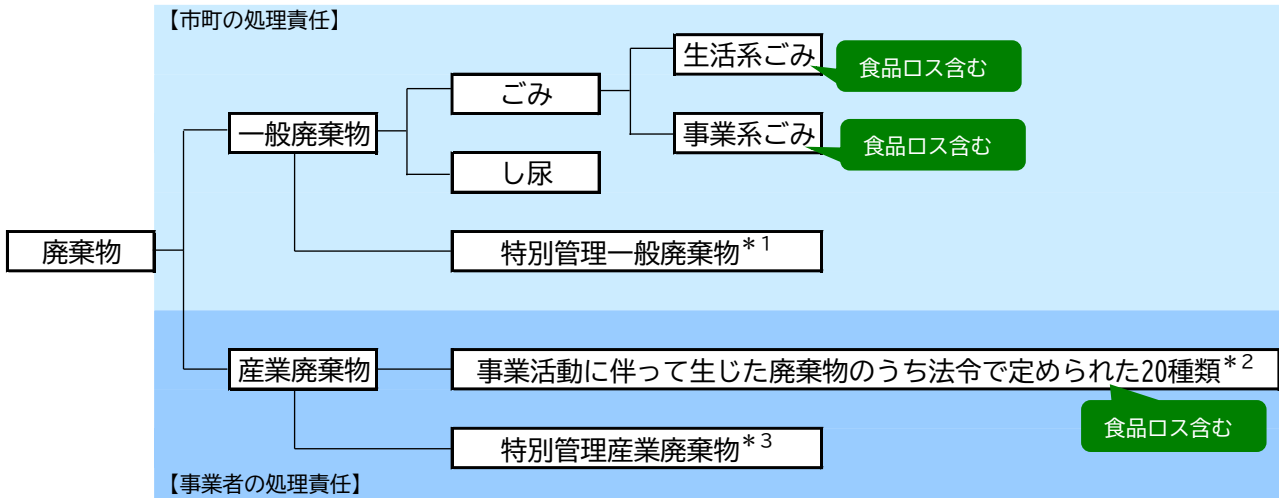 【市町の処理責任】
生活系ごみ
食品ロス含む
ごみ
一般廃棄物
事業系ごみ
食品ロス含む
し尿
廃棄物
特別管理一般廃棄物*1
産業廃棄物
事業活動に伴って生じた廃棄物のうち法令で定められた20種類*2
食品ロス含む
特別管理産業廃棄物*3
【事業者の処理責任】